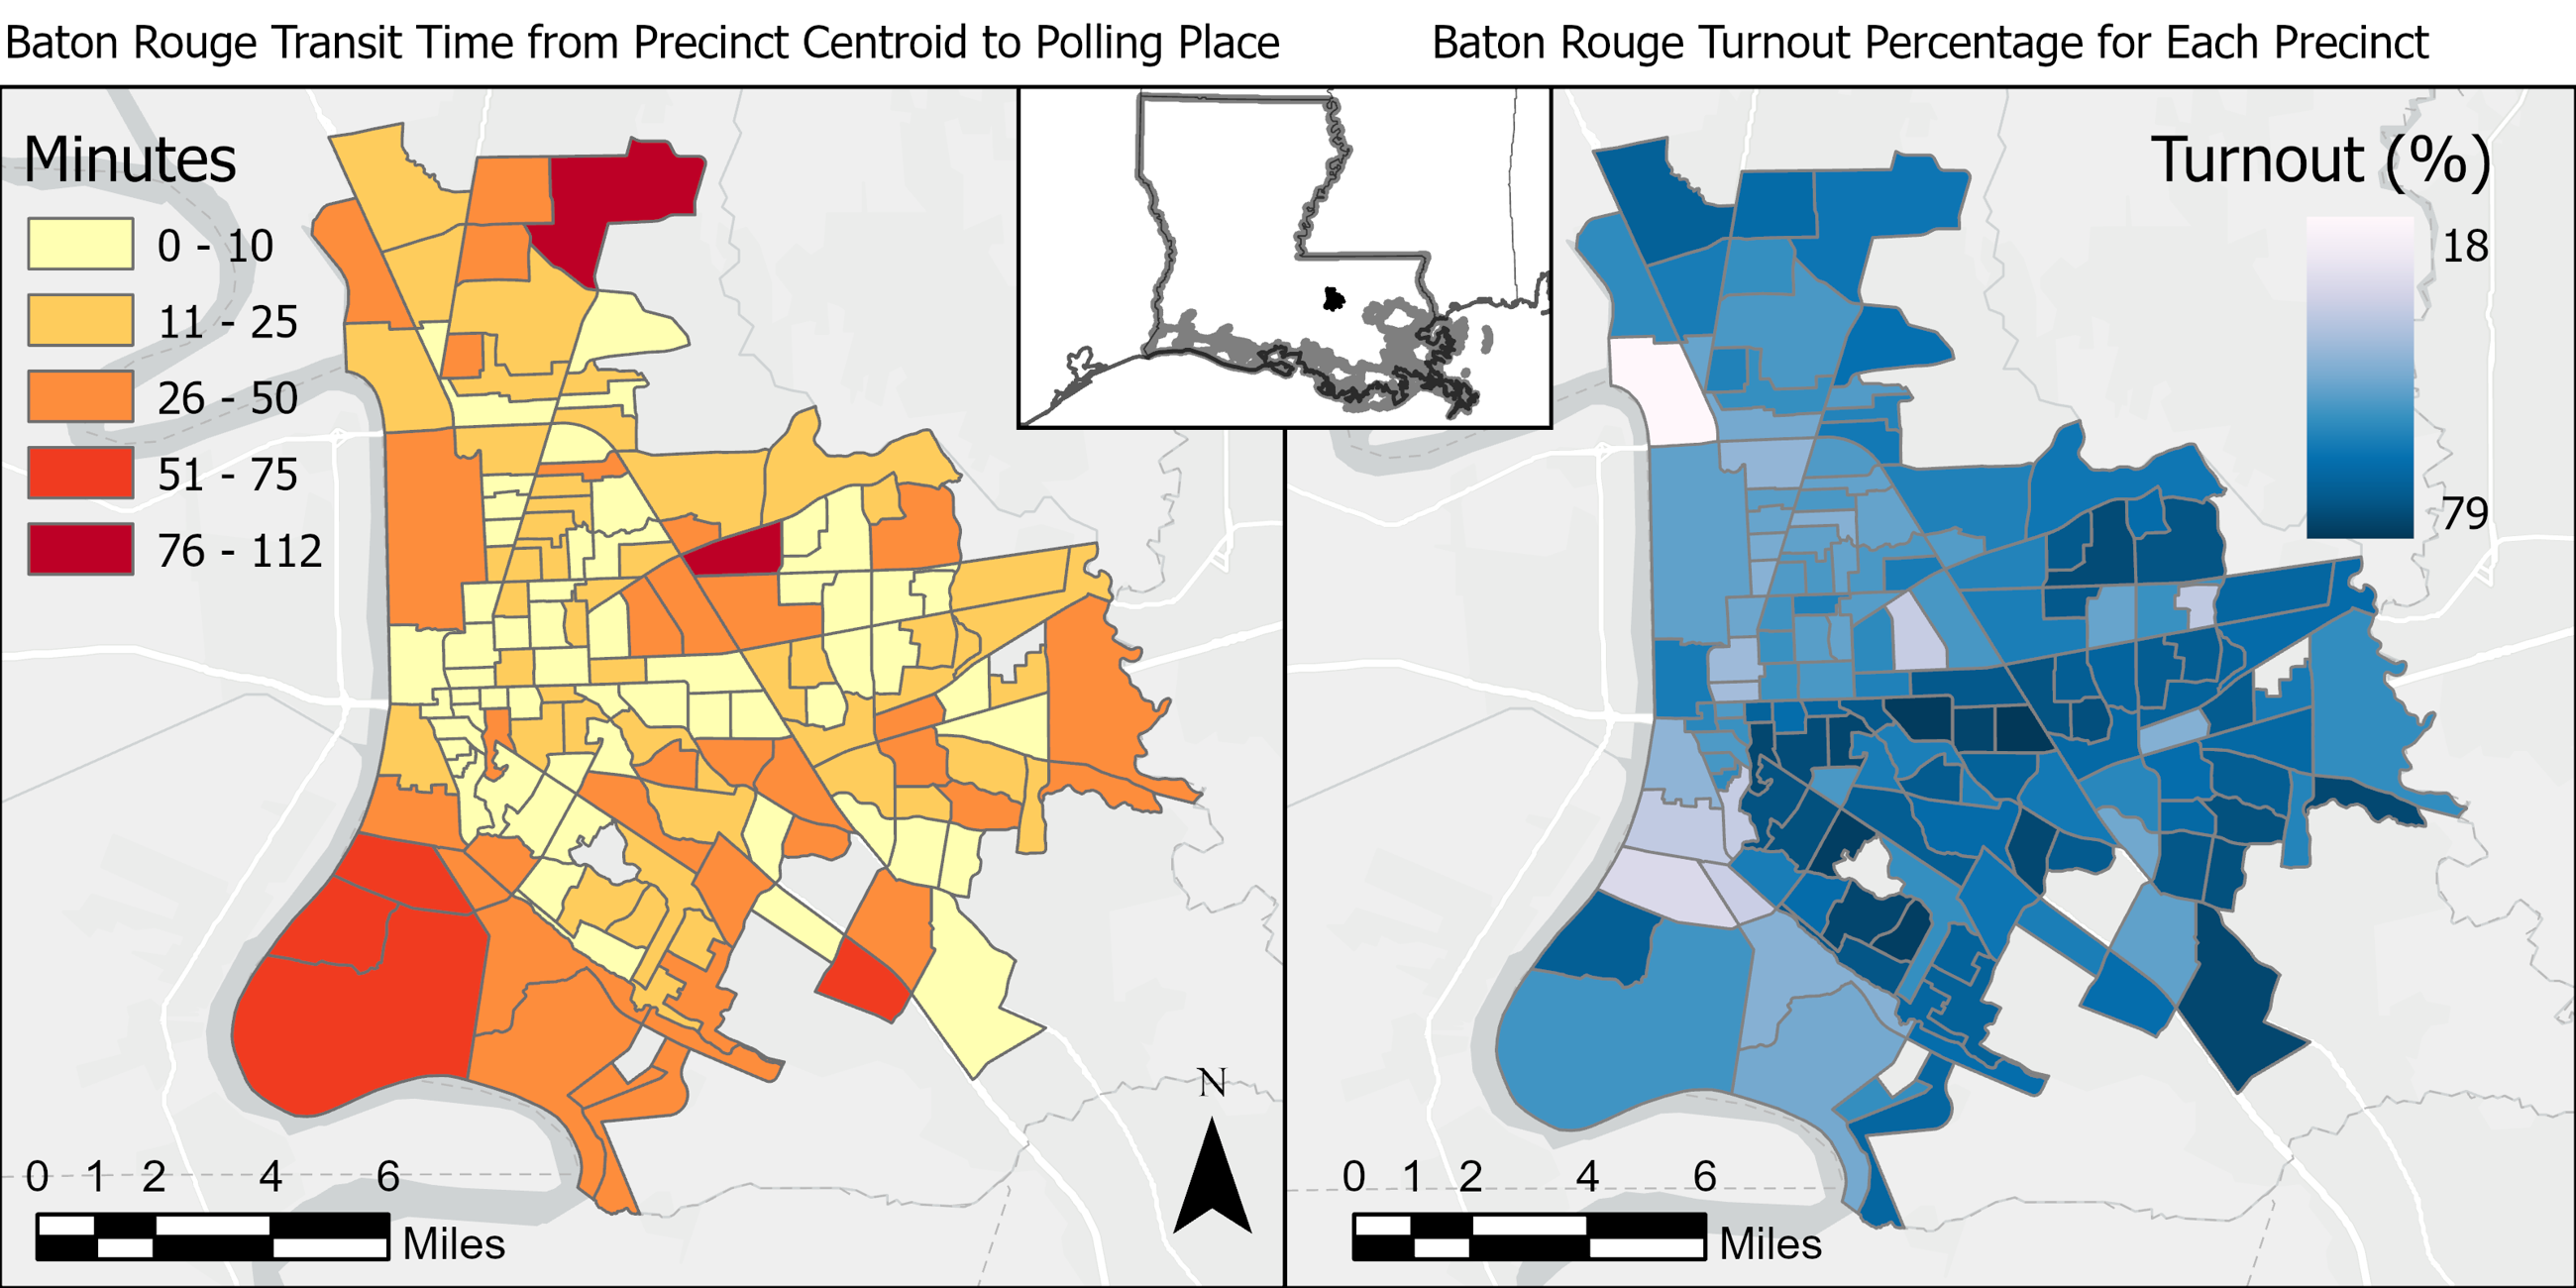 Baton Rouge Transit Time from Precinct Centroid to Polling Place
Baton Rouge Turnout Percentage for Each Precinct
Minutes
0 - 10
11 - 25
26 - 50
51 - 75
76 - 112
Turnout (%)
18
79
N
0 1 2 4 6
Miles
0 1 2 4 6
Miles